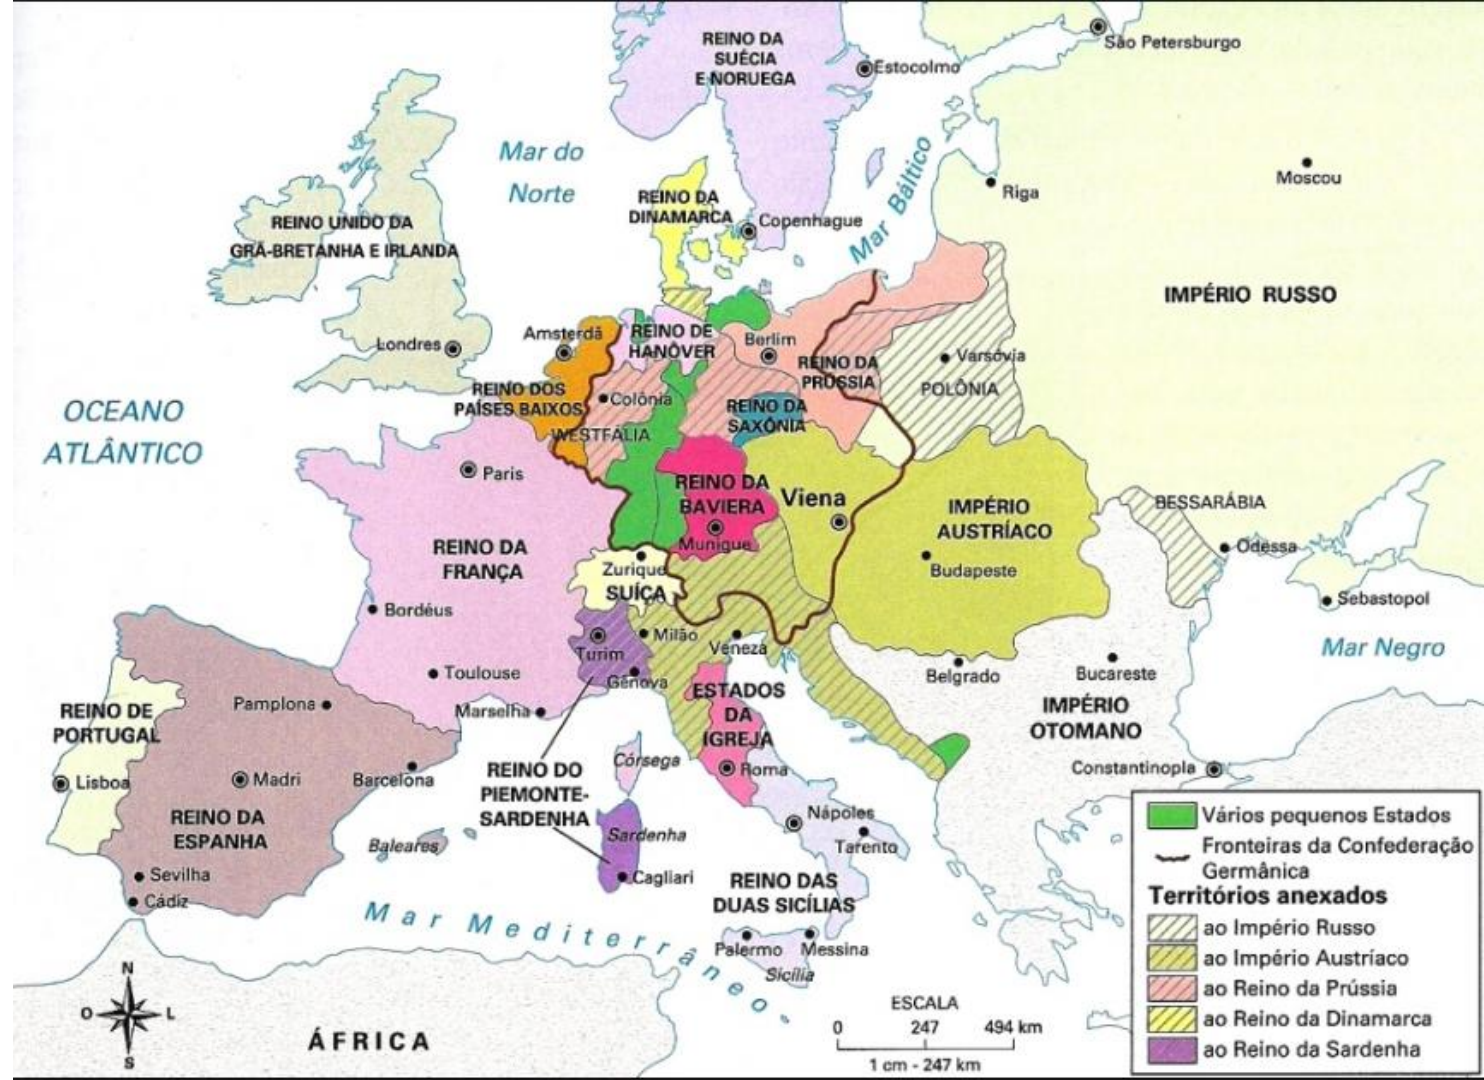 REINO DA
SUÉCIA
E NORUEGA
Estocolmo
São Petersburgo
Mar do
Norte
Mar Báltico
Riga
Moscou
REINO DA
DINAMARCA
Copenhague
REINO UNIDO DA
GRÃ-BRETANHA E IRLANDA
Londres
IMPÉRIO RUSSO
Amsterdã
REINO DE
HANÔVER
Berlim
REINO DA
PRÚSSIA
Varsóvia
POLÔNIA
REINO DOS
PAÍSES BAIXOS
Colônia
WESTFÁLIA
REINO DA
SAXÔNIA
OCEANO
ATLÂNTICO
Paris
REINO DA
BAVIERA
Munique
Viena
IMPÉRIO
AUSTRÍACO
Budapeste
BESSARÁBIA
Odessa
Sebastopol
Mar Negro
REINO DA
FRANÇA
Zurique
SUÍÇA
Bordéus
Toulouse
Marselha
Turim
Milão
Gênova
Veneza
Belgrado
Bucareste
IMPÉRIO
OTOMANO
Constantinopla
REINO DE
PORTUGAL
Lisboa
Pamplona
Madri
Barcelona
REINO DA
ESPANHA
Baleares
Sevilha
Cádiz
Córsega
REINO DO
PIEMONTE-
SARDENHA
Sardenha
Cagliari
ESTADOS
DA
IGREJA
Roma
Nápoles
Tarento
REINO DAS
DUAS SICÍLIAS
Palermo
Messina
Sicília
Mar Mediterrâneo
ÁFRICA
N
O
L
S
ESCALA
0 247 494 km
1 cm - 247 km
Vários pequenos Estados
Fronteiras da Confederação
Germânica
Territórios anexados
ao Império Russo
ao Império Austríaco
ao Reino da Prússia
ao Reino da Dinamarca
ao Reino da Sardenha